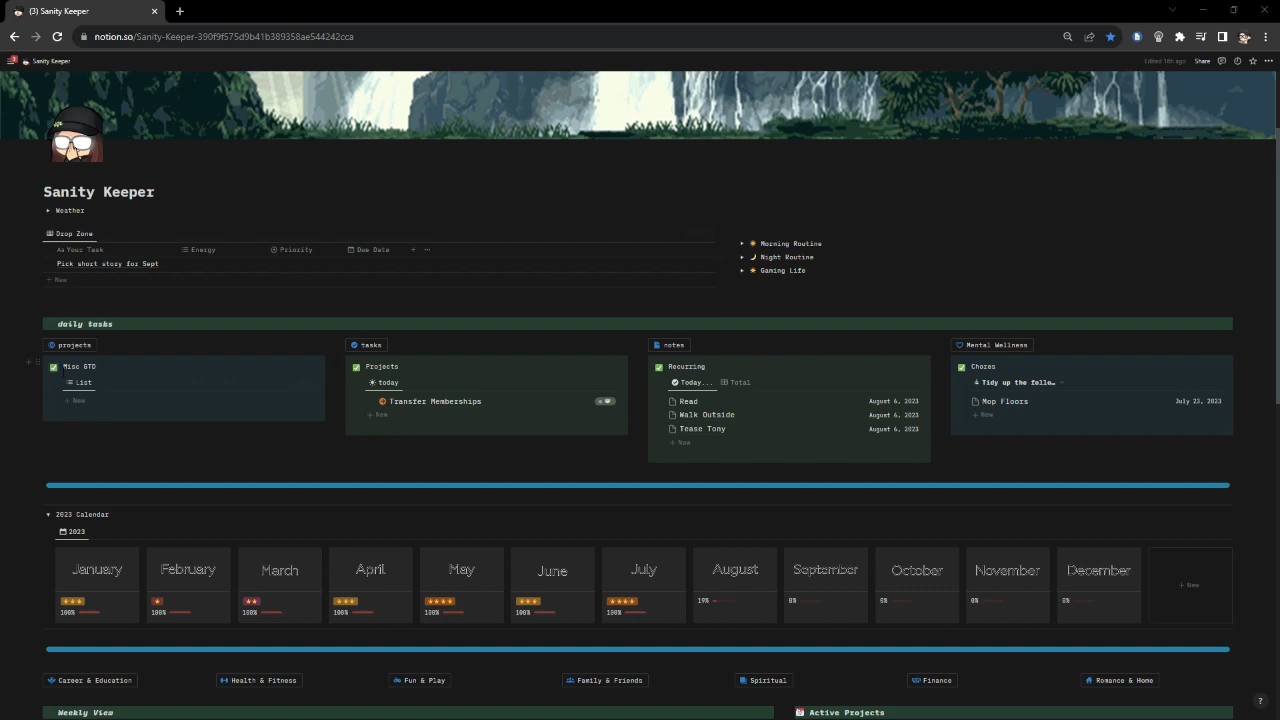 (3) Sanity Keeper
notion.so/Sanity-Keeper-390f9f575d9b41b389358ae544242cca
Sanity Keeper
Edited 16h ago Share
Sanity Keeper
Weather
Drop Zone
Aa Your Task Energy Priority Due Date
Pick short story for Sept
+ New
Morning Routine
Night Routine
Gaming Life
daily tasks
projects
Misc GTD
List
+ New
tasks
Projects
today
Transfer Memberships
+ New
notes
Recurring
Today... Total
Read August 6, 2023
Walk Outside August 6, 2023
Tease Tony August 6, 2023
+ New
Mental Wellness
Chores
Tidy up the follo…
Mop Floors July 23, 2023
+ New
2023 Calendar
2023
January February March April May June July August September October November December
+ New
100% 100% 100% 100% 100% 100% 100% 19% 0% 0% 0% 0%
Career & Education Health & Fitness Fun & Play Family & Friends Spiritual Finance Romance & Home
Weekly View Active Projects
?